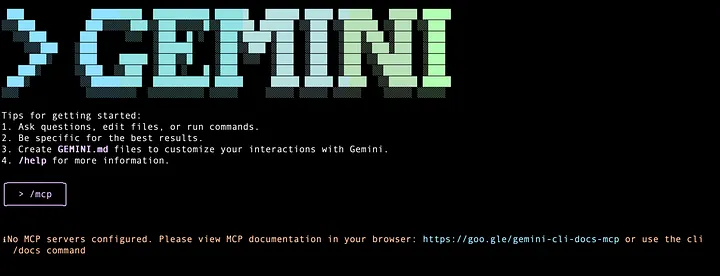 >GEMINI
Tips for getting started:
1. Ask questions, edit files, or run commands.
2. Be specific for the best results.
3. Create GEMINI.md files to customize your interactions with Gemini.
4. /help for more information.
> /mcp
ℹNo MCP servers configured. Please view MCP documentation in your browser: https://goo.gle/gemini-cli-docs-mcp or use the cli
/docs command